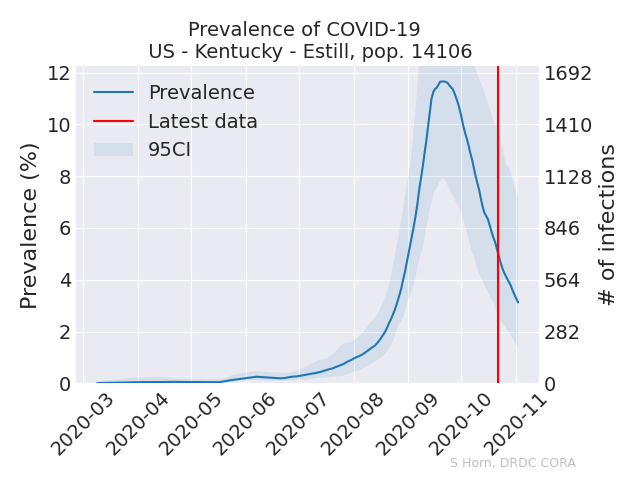 Prevalence of COVID-19
US - Kentucky - Estill, pop. 14106
Prevalence (%)
12
10
8
6
4
2
0
Prevalence
Latest data
95CI
1692
1410
1128
846
564
282
0
# of infections
2020-03
2020-04
2020-05
2020-06
2020-07
2020-08
2020-09
2020-10
2020-11
S Horn, DRDC CORA